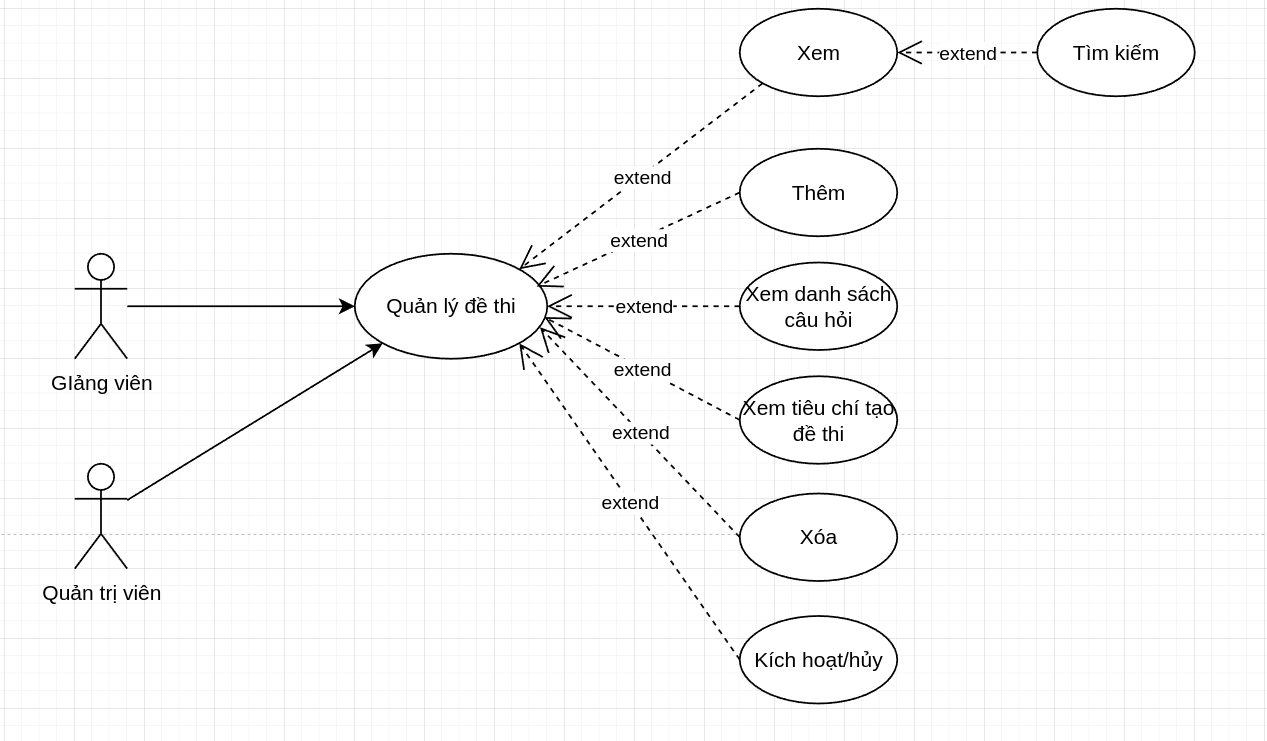 Xem
extend
Tìm kiếm
extend
Thêm
extend
Xem danh sách
câu hỏi
Quản lý đề thi
extend
GIảng viên
extend
Xem tiêu chí tạo
đề thi
extend
extend
Xóa
Quản trị viên
Kích hoạt/hủy